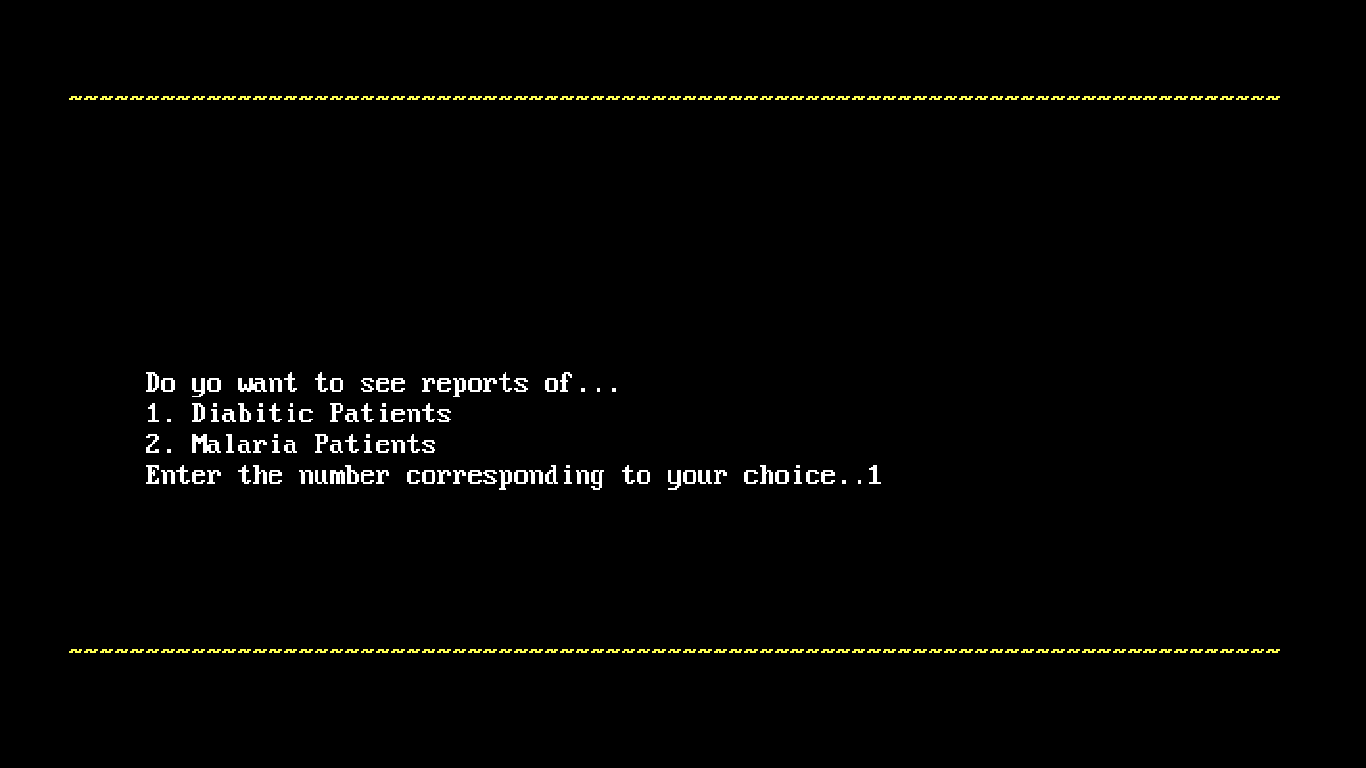 Do yo want to see reports of...
1. Diabitic Patients
2. Malaria Patients
Enter the number corresponding to your choice..1